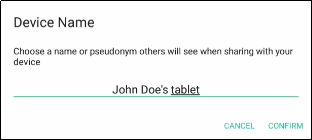 Device Name
Choose a name or pseudonym others will see when sharing with your
device
John Doe's tablet
CANCEL CONFIRM